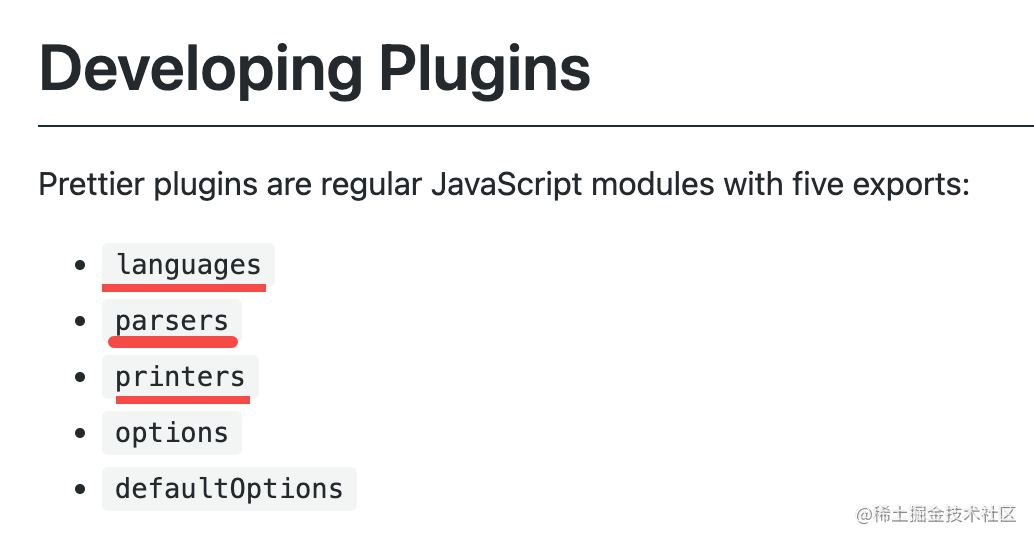 Developing Plugins
Prettier plugins are regular JavaScript modules with five exports:
languages
parsers
printers
options
defaultOptions
@稀土掘金技术社区